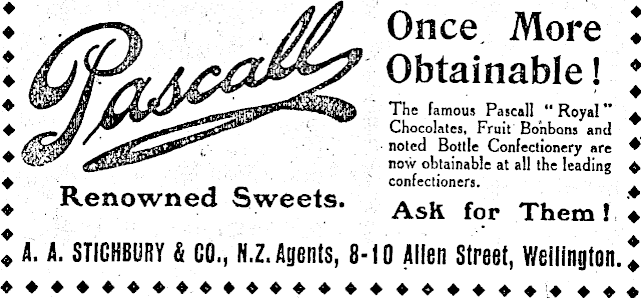 Pascall
Renowned Sweets.
Once More
Obtainable!
The famous Pascall "Royal"
Chocolates, Fruit Bonbons and
noted Bottle Confectionery are
now obtainable at all the leading
confectioners.
Ask for Them!
A. A. STICHBURY & CO., N.Z. Agents, 8-10 Allen Street, Wellington.